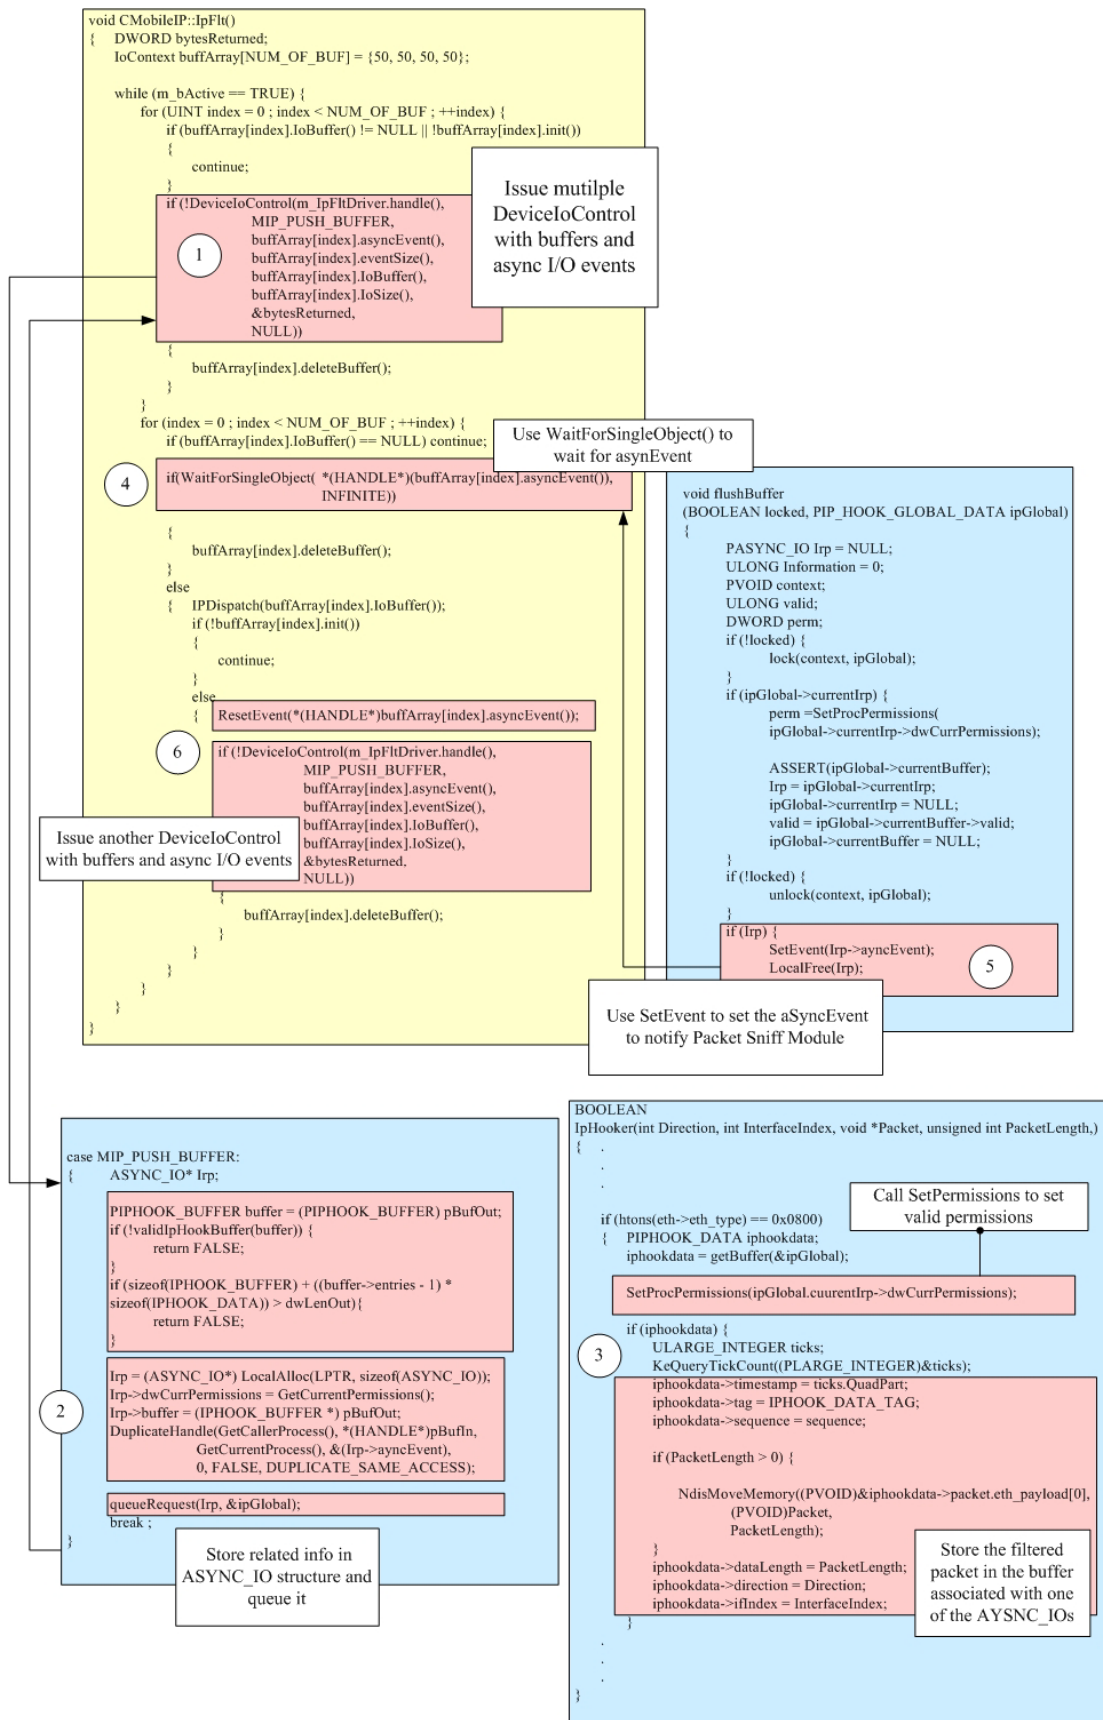 void CMobileIP::IpFlt()
{ DWORD bytesReturned;
IoContext buffArray[NUM_OF_BUF] = {50, 50, 50, 50};
while (m_bActive == TRUE) {
for (UINT index = 0 ; index < NUM_OF_BUF ; ++index) {
if (buffArray[index].IoBuffer() != NULL || !buffArray[index].init())
{
continue;
}
if (!DeviceIoControl(m_IpFltDriver.handle(),
MIP_PUSH_BUFFER,
buffArray[index].asyncEvent(),
buffArray[index].eventSize(),
buffArray[index].IoBuffer(),
buffArray[index].IoSize(),
&bytesReturned,
NULL))
1
Issue mutilple
DeviceIoControl
with buffers and
async I/O events
{
buffArray[index].deleteBuffer();
}
}
for (index = 0 ; index < NUM_OF_BUF ; ++index) {
if (buffArray[index].IoBuffer() == NULL) continue;
Use WaitForSingleObject() to
wait for asynEvent
4
if(WaitForSingleObject( *(HANDLE*)(buffArray[index].asyncEvent()),
INFINITE))
{
buffArray[index].deleteBuffer();
}
else
{ IPDispatch(buffArray[index].IoBuffer());
if (!buffArray[index].init())
{
continue;
}
else
{ ResetEvent(*(HANDLE*)buffArray[index].asyncEvent());
6
if (!DeviceIoControl(m_IpFltDriver.handle(),
MIP_PUSH_BUFFER,
buffArray[index].asyncEvent(),
buffArray[index].eventSize(),
buffArray[index].IoBuffer(),
buffArray[index].IoSize(),
&bytesReturned,
NULL))
Issue another DeviceIoControl
with buffers and async I/O events
{
buffArray[index].deleteBuffer();
}
}
}
}
}
}
void flushBuffer
(BOOLEAN locked, PIP_HOOK_GLOBAL_DATA ipGlobal)
{
PASYNC_IO Irp = NULL;
ULONG Information = 0;
PVOID context;
ULONG valid;
DWORD perm;
if (!locked) {
lock(context, ipGlobal);
}
if (ipGlobal->currentIrp) {
perm =SetProcPermissions(
ipGlobal->currentIrp->dwCurrPermissions);
ASSERT(ipGlobal->currentBuffer);
Irp = ipGlobal->currentIrp;
ipGlobal->currentIrp = NULL;
valid = ipGlobal->currentBuffer->valid;
ipGlobal->currentBuffer = NULL;
}
if (!locked) {
unlock(context, ipGlobal);
}
if (Irp) {
SetEvent(Irp->ayncEvent);
LocalFree(Irp);
5
Use SetEvent to set the aSyncEvent
to notify Packet Sniff Module
case MIP_PUSH_BUFFER:
{ ASYNC_IO* Irp;
PIPHOOK_BUFFER buffer = (PIPHOOK_BUFFER) pBufOut;
if (!validIpHookBuffer(buffer)) {
return FALSE;
}
if (sizeof(IPHOOK_BUFFER) + ((buffer->entries - 1) *
sizeof(IPHOOK_DATA)) > dwLenOut){
return FALSE;
}
2
Irp = (ASYNC_IO*) LocalAlloc(LPTR, sizeof(ASYNC_IO));
Irp->dwCurrPermissions = GetCurrentPermissions();
Irp->buffer = (IPHOOK_BUFFER *) pBufOut;
DuplicateHandle(GetCallerProcess(), *(HANDLE*)pBufIn,
GetCurrentProcess(), &(Irp->ayncEvent),
0, FALSE, DUPLICATE_SAME_ACCESS);
queueRequest(Irp, &ipGlobal);
break ;
}
Store related info in
ASYNC_IO structure and
queue it
BOOLEAN
IpHooker(int Direction, int InterfaceIndex, void *Packet, unsigned int PacketLength,)
{ .
.
.
Call SetPermissions to set
valid permissions
if (htons(eth->eth_type) == 0x0800)
{ PIPHOOK_DATA iphookdata;
iphookdata = getBuffer(&ipGlobal);
SetProcPermissions(ipGlobal.cuurentIrp->dwCurrPermissions);
3
if (iphookdata) {
ULARGE_INTEGER ticks;
KeQueryTickCount((PLARGE_INTEGER)&ticks);
iphookdata->timestamp = ticks.QuadPart;
iphookdata->tag = IPHOOK_DATA_TAG;
iphookdata->sequence = sequence;
if (PacketLength > 0) {
NdisMoveMemory((PVOID)&iphookdata->packet.eth_payload[0],
(PVOID)Packet,
PacketLength);
}
iphookdata->dataLength = PacketLength;
iphookdata->direction = Direction;
iphookdata->ifIndex = InterfaceIndex;
}
Store the filtered
packet in the buffer
associated with one
of the AYSNC_IOs
.
.
.
}